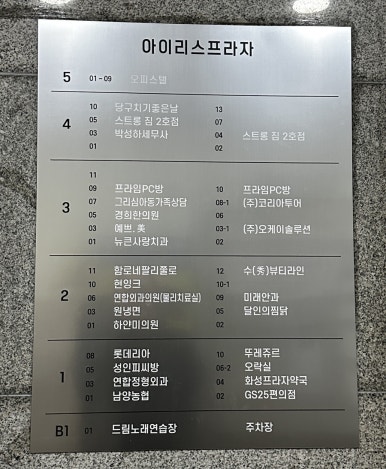 아이리스프라자
5 01-09 오피스텔
4
10 당구치기좋은날 13
05 스트롱 짐 2호점 07
03 박성하세무사 04 스트롱 짐 2호점
01 02
3
11
09 프라임PC방 10 프라임PC방
07 그리심아동가족상담 08-1 (주)코리아투어
05 경희한의원 06
03 예쁘.美 03-1 (주)오케이솔루션
01 뉴큰사랑치과 02
2
11 함로네팔리쫄로 12 수(秀)뷰티라인
10 현잉크 10-1
06 연합외과의원(물리치료실) 09 미래안과
03 원냉면 05 달인의찜닭
01 하얀미의원 02
1
08 롯데리아 10 뚜레쥬르
05 성인피씨방 06-2 오락실
03 연합정형외과 04 화성프라자약국
01 남양농협 02 GS25편의점
B1 01 드림노래연습장 주차장